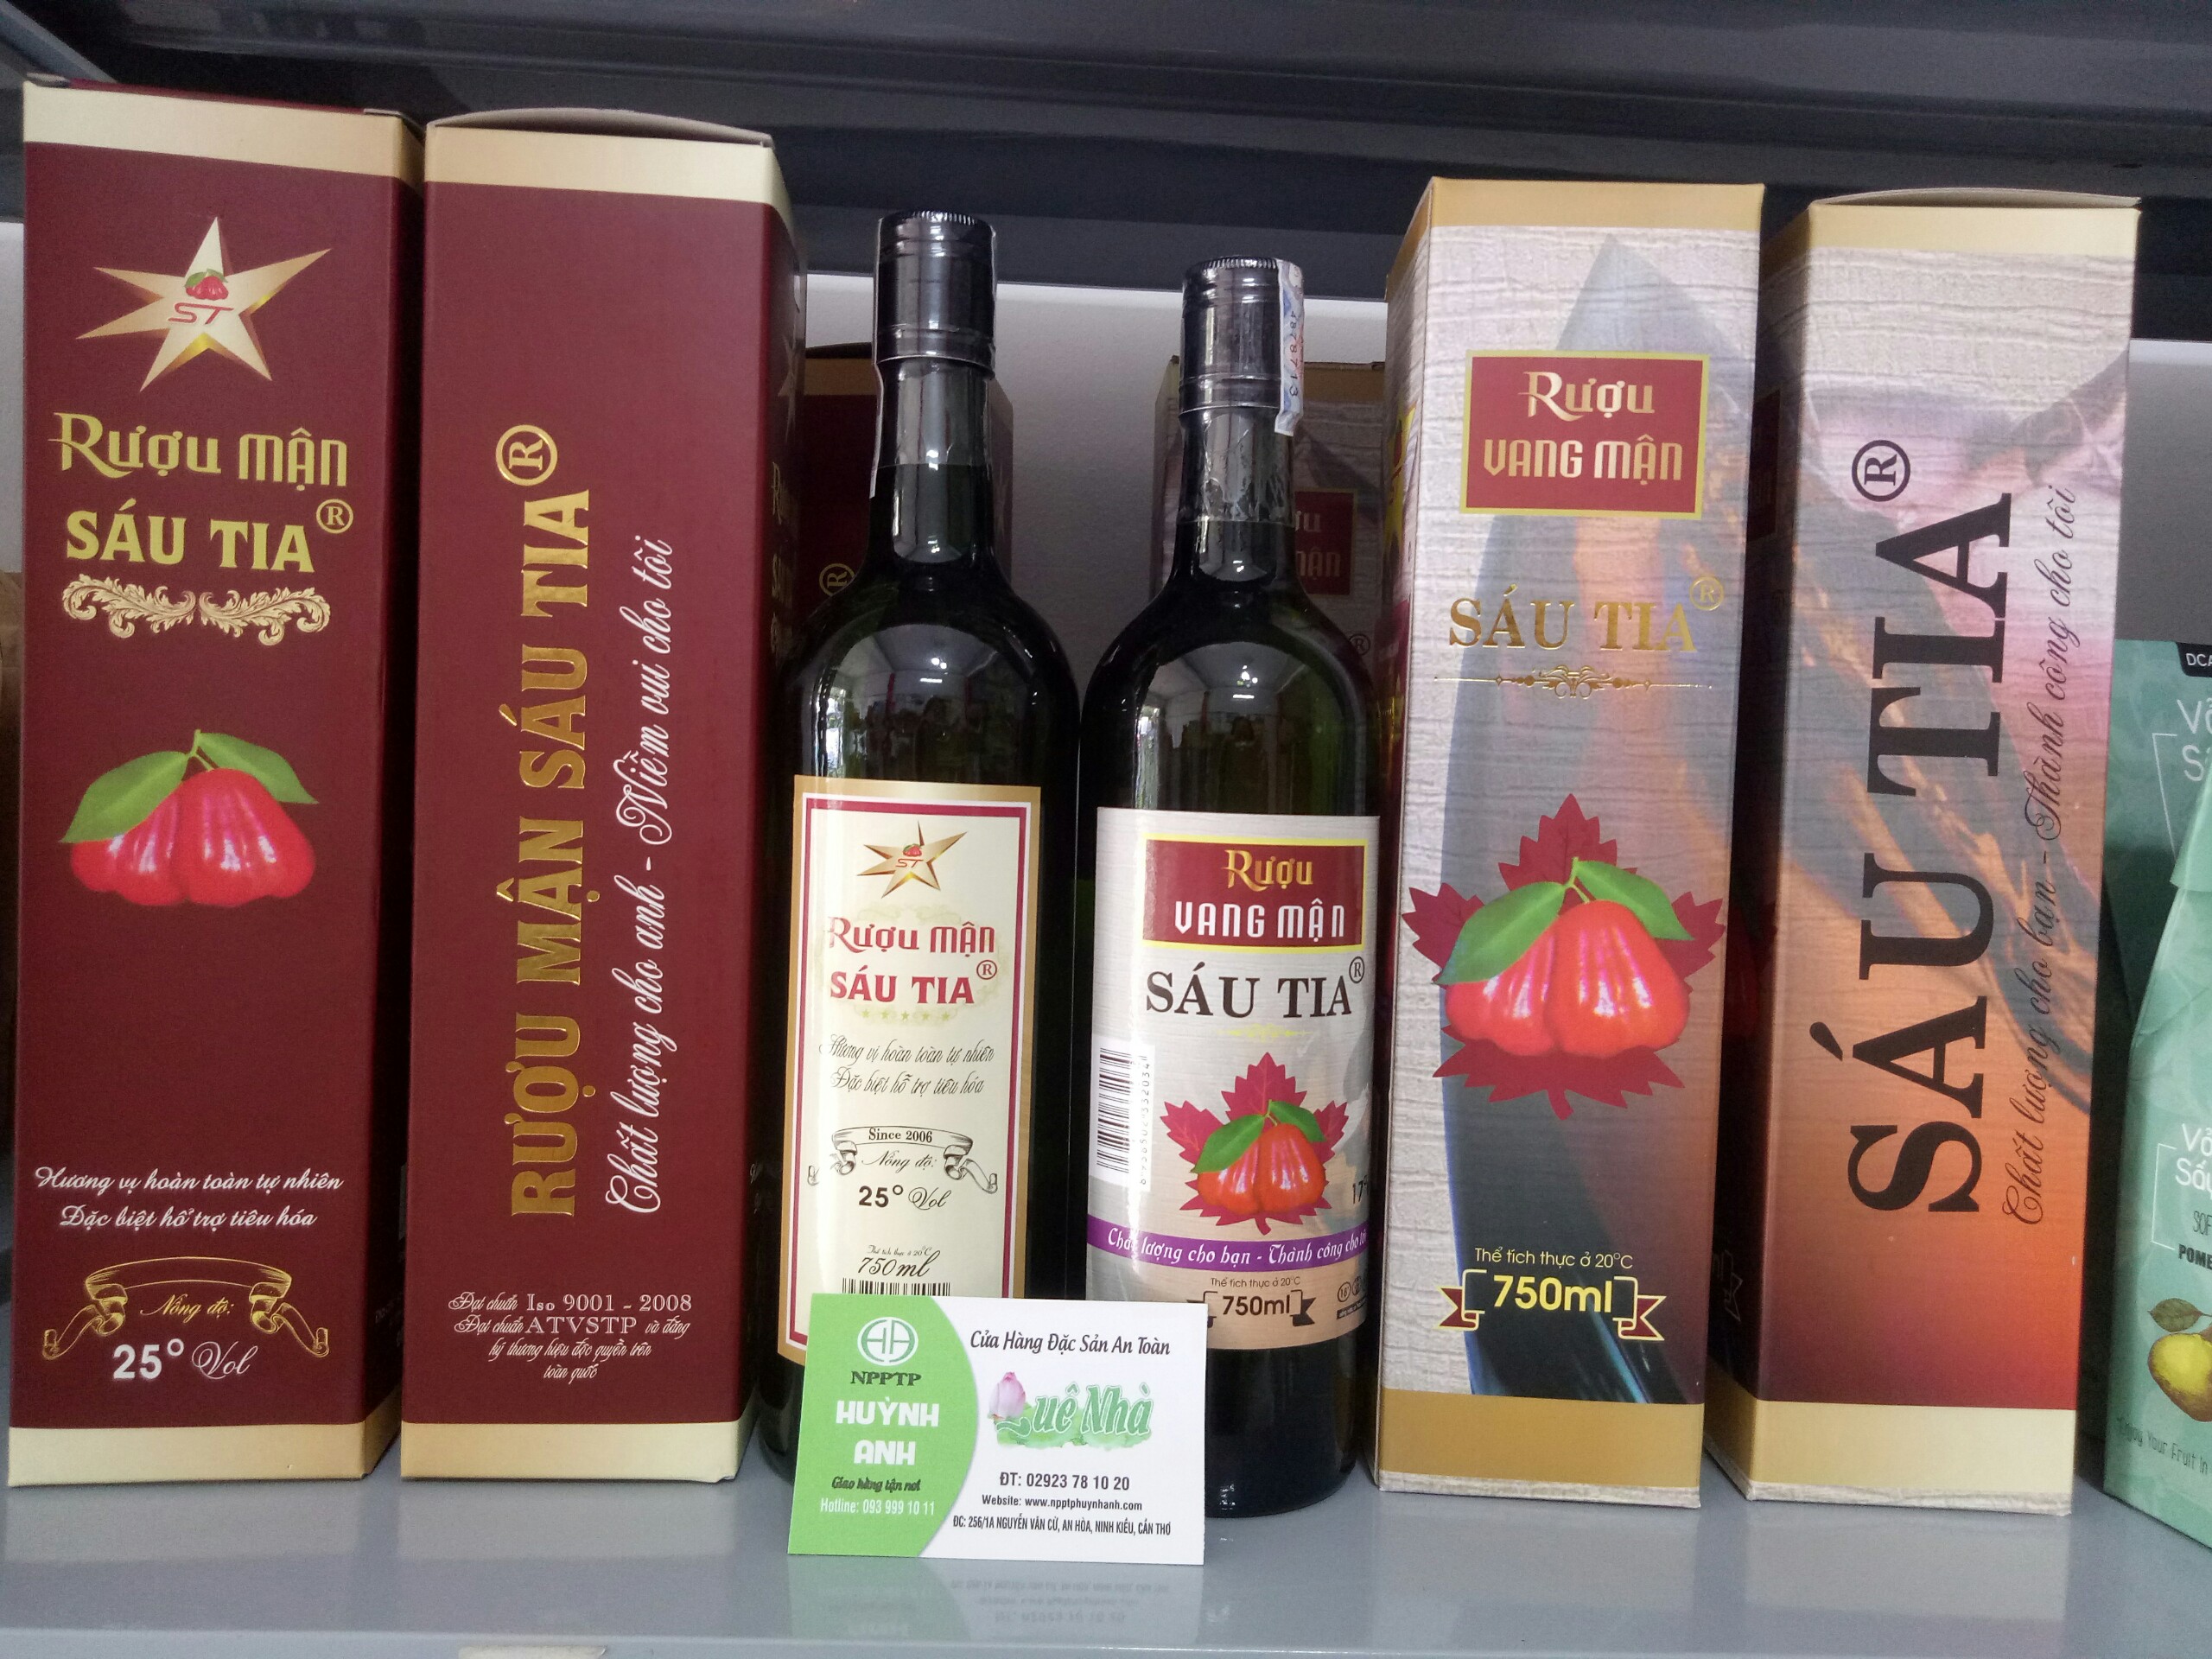 ST
Rượu mận
SÁU TIA®
Hương vị hoàn toàn tự nhiên
Đặc biệt hỗ trợ tiêu hóa
Nồng độ:
25° Vol
RƯỢU MẬN SÁU TIA®
Chất lượng cho anh - Niềm vui cho tôi
Đạt chuẩn Iso 9001 - 2008
Đạt chuẩn ATVSTP và đăng
ký thương hiệu độc quyền trên
toàn quốc
ST
Rượu mận
SÁU TIA®
Hương vị hoàn toàn tự nhiên
Đặc biệt hỗ trợ tiêu hóa
Since 2006
Nồng độ:
25° Vol
Thể tích thực ở 20°C
750ml
Rượu
VANG MẬN
SÁU TIA®
Chất lượng cho bạn - Thành công cho tôi
Thể tích thực ở 20°C
750ml
Rượu
VANG MẬN
SÁU TIA®
Thể tích thực ở 20°C
750ml
SÁU TIA®
Chất lượng cho bạn - Thành công cho tôi
NPPTP
HUỲNH
ANH
Giao hàng tận nơi
Hotline: 093 999 10 11
Cửa Hàng Đặc Sản An Toàn
Quê Nhà
ĐT: 02923 78 10 20
Website: www.npptphuynhanh.com
ĐC: 256/1A NGUYỄN VĂN CỪ, AN HÒA, NINH KIỀU, CẦN THƠ